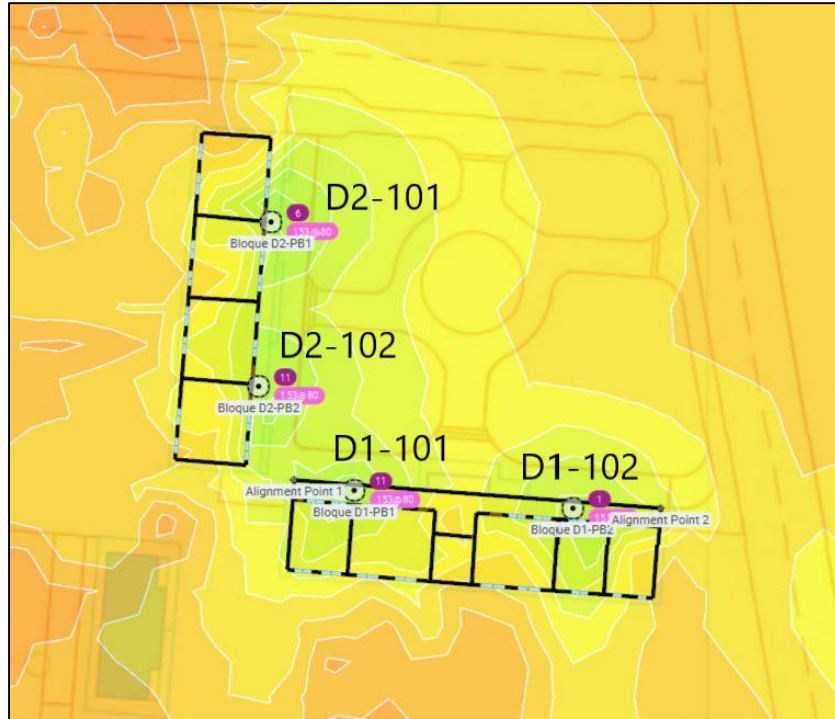 D2-101
6
153@80
Bloque D2-PB1
D2-102
11
153@80
Bloque D2-PB2
D1-101
11
Alignment Point 1
153@80
Bloque D1-PB1
D1-102
1
Alignment Point 2
Bloque D1-PB2